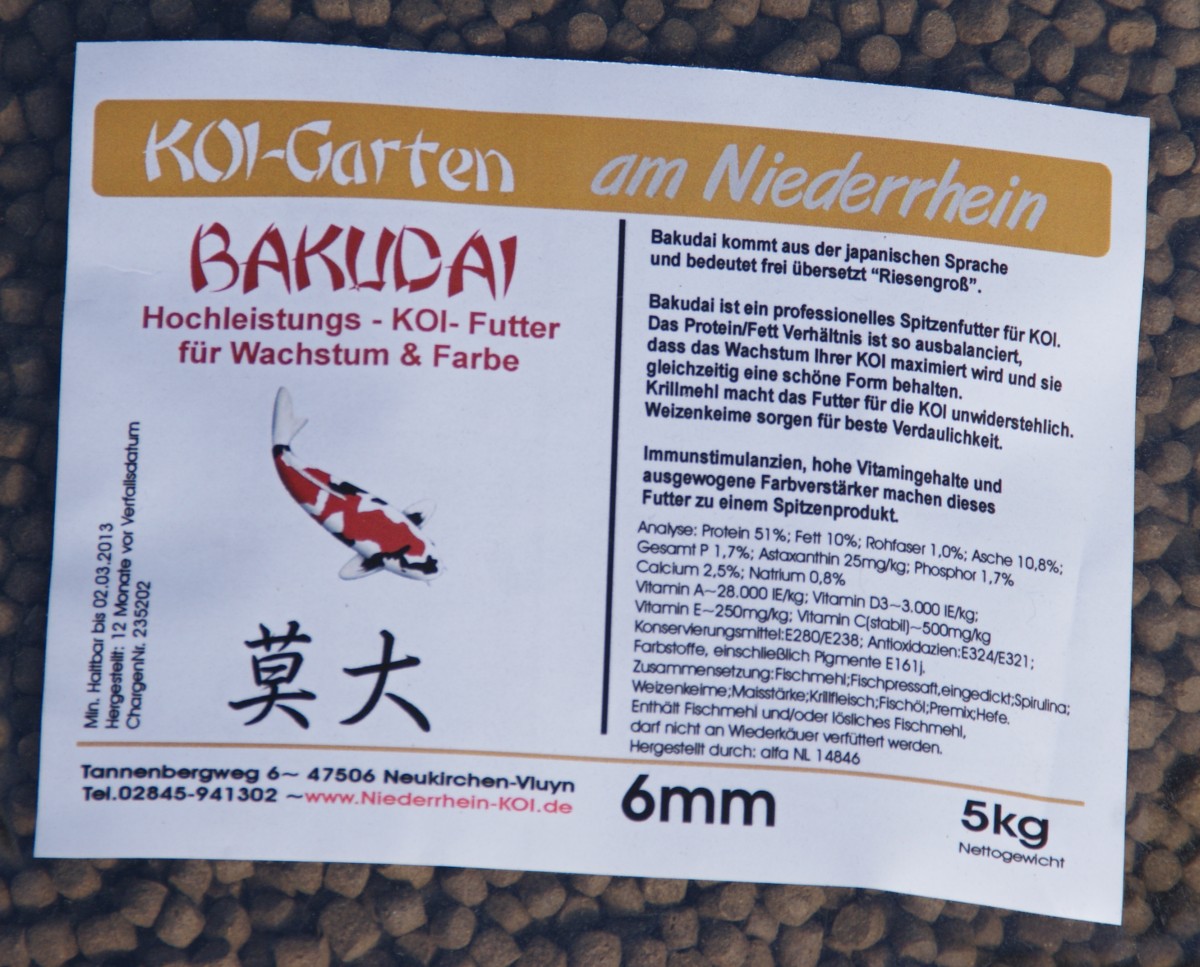 KOI-Garten am Niederrhein
BAKUDAI
Hochleistungs - KOI- Futter
für Wachstum & Farbe
Min. Haltbar bis 02.03.2013
Hergestellt: 12 Monate vor Verfallsdatum
ChargenNr. 235202
莫大
Bakudai kommt aus der japanischen Sprache
und bedeutet frei übersetzt “Riesengroß”.
Bakudai ist ein professionelles Spitzenfutter für KOI.
Das Protein/Fett Verhältnis ist so ausbalanciert,
dass das Wachstum Ihrer KOI maximiert wird und sie
gleichzeitig eine schöne Form behalten.
Krillmehl macht das Futter für die KOI unwiderstehlich.
Weizenkeime sorgen für beste Verdaulichkeit.
Immunstimulanzien, hohe Vitamingehalte und
ausgewogene Farbverstärker machen dieses
Futter zu einem Spitzenprodukt.
Analyse: Protein 51%; Fett 10%; Rohfaser 1,0%; Asche 10,8%;
Gesamt P 1,7%; Astaxanthin 25mg/kg; Phosphor 1,7%
Calcium 2,5%; Natrium 0,8%
Vitamin A~28.000 IE/kg; Vitamin D3~3.000 IE/kg;
Vitamin E~250mg/kg; Vitamin C(stabil)~500mg/kg
Konservierungsmittel:E280/E238; Antioxidazien:E324/E321;
Farbstoffe, einschließlich Pigmente E161j.
Zusammensetzung:Fischmehl;Fischpressaft,eingedickt;Spirulina;
Weizenkeime;Maisstärke;Krillfleisch;Fischöl;Premix;Hefe.
Enthält Fischmehl und/oder lösliches Fischmehl,
darf nicht an Wiederkäuer verfüttert werden.
Hergestellt durch: alfa NL 14846
Tannenbergweg 6~ 47506 Neukirchen-Vluyn
Tel.02845-941302 ~www.Niederrhein-KOI.de
6mm
5kg
Nettogewicht